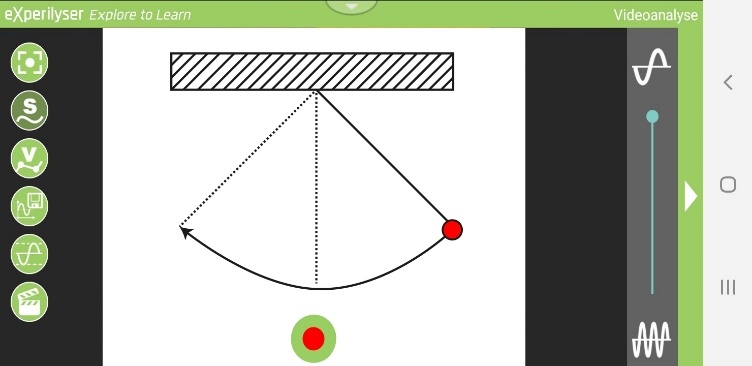 eXperilyser Explore to Learn
Videoanalyse
S
V